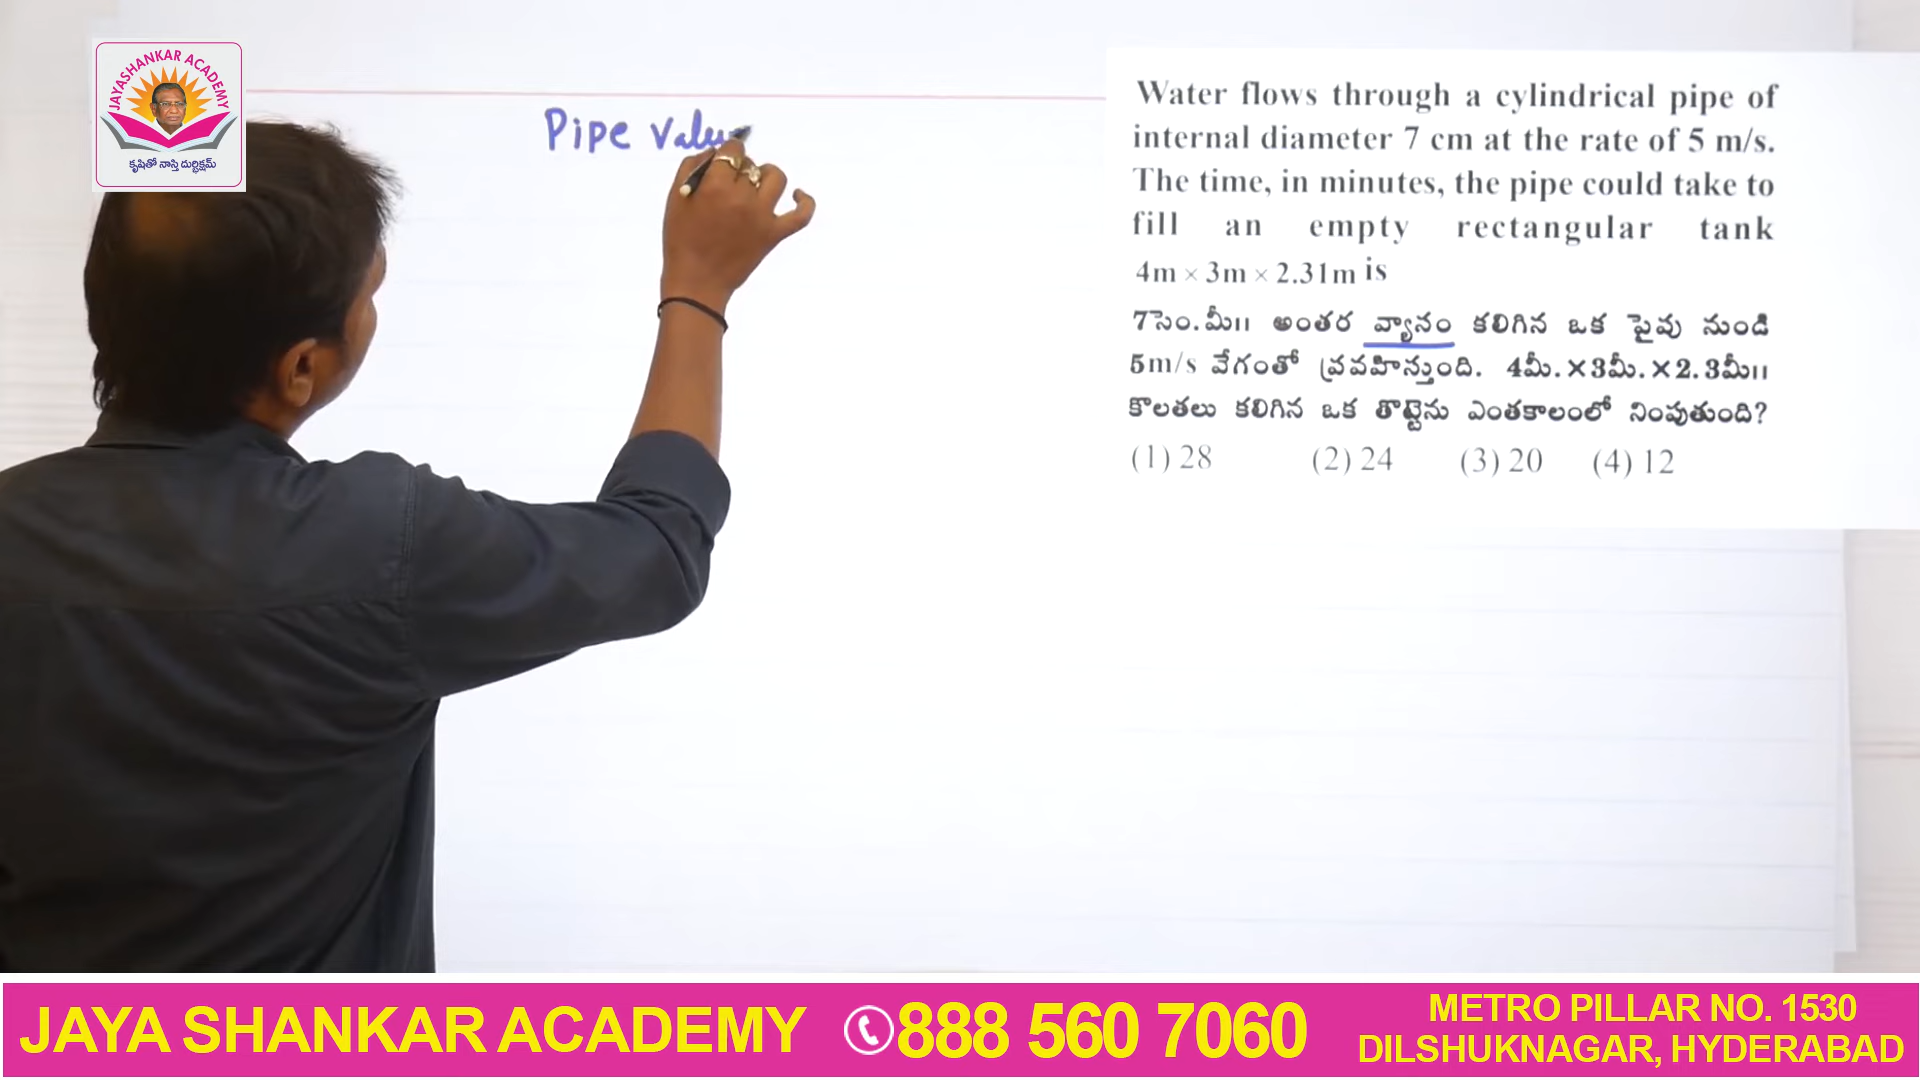 JAYASHANKAR ACADEMY
కృషితో నాస్తి దుర్భిక్షమ్
Pipe Valu
Water flows through a cylindrical pipe of
internal diameter 7 cm at the rate of 5 m/s.
The time, in minutes, the pipe could take to
fill an empty rectangular tank
4m × 3m × 2.31m is
7సెం.మీ॥ అంతర వ్యాసం కలిగిన ఒక పైపు నుండి
5m/s వేగంతో ప్రవహిస్తుంది. 4మీ.×3మీ.×2.3మీ॥
కొలతలు కలిగిన ఒక తొట్టెను ఎంతకాలంలో నింపుతుంది?
(1) 28 (2) 24 (3) 20 (4) 12
JAYA SHANKAR ACADEMY 888 560 7060
METRO PILLAR NO. 1530
DILSHUKNAGAR, HYDERABAD